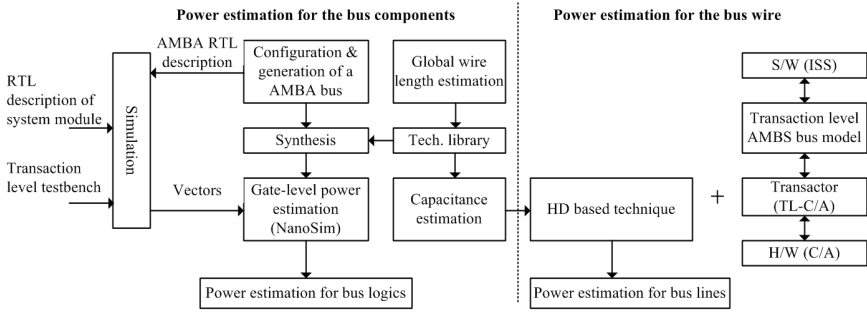 Power estimation for the bus components
Power estimation for the bus wire
AMBA RTL
description
Configuration &
generation of a
AMBA bus
Global wire
length estimation
S/W (ISS)
RTL
description of
system module
Simulation
Transaction level
AMBS bus model
Synthesis
Tech. library
Transaction
level testbench
Vectors
Gate-level power
estimation
(NanoSim)
Capacitance
estimation
HD based technique
+
Transactor
(TL-C/A)
H/W (C/A)
Power estimation for bus logics
Power estimation for bus lines